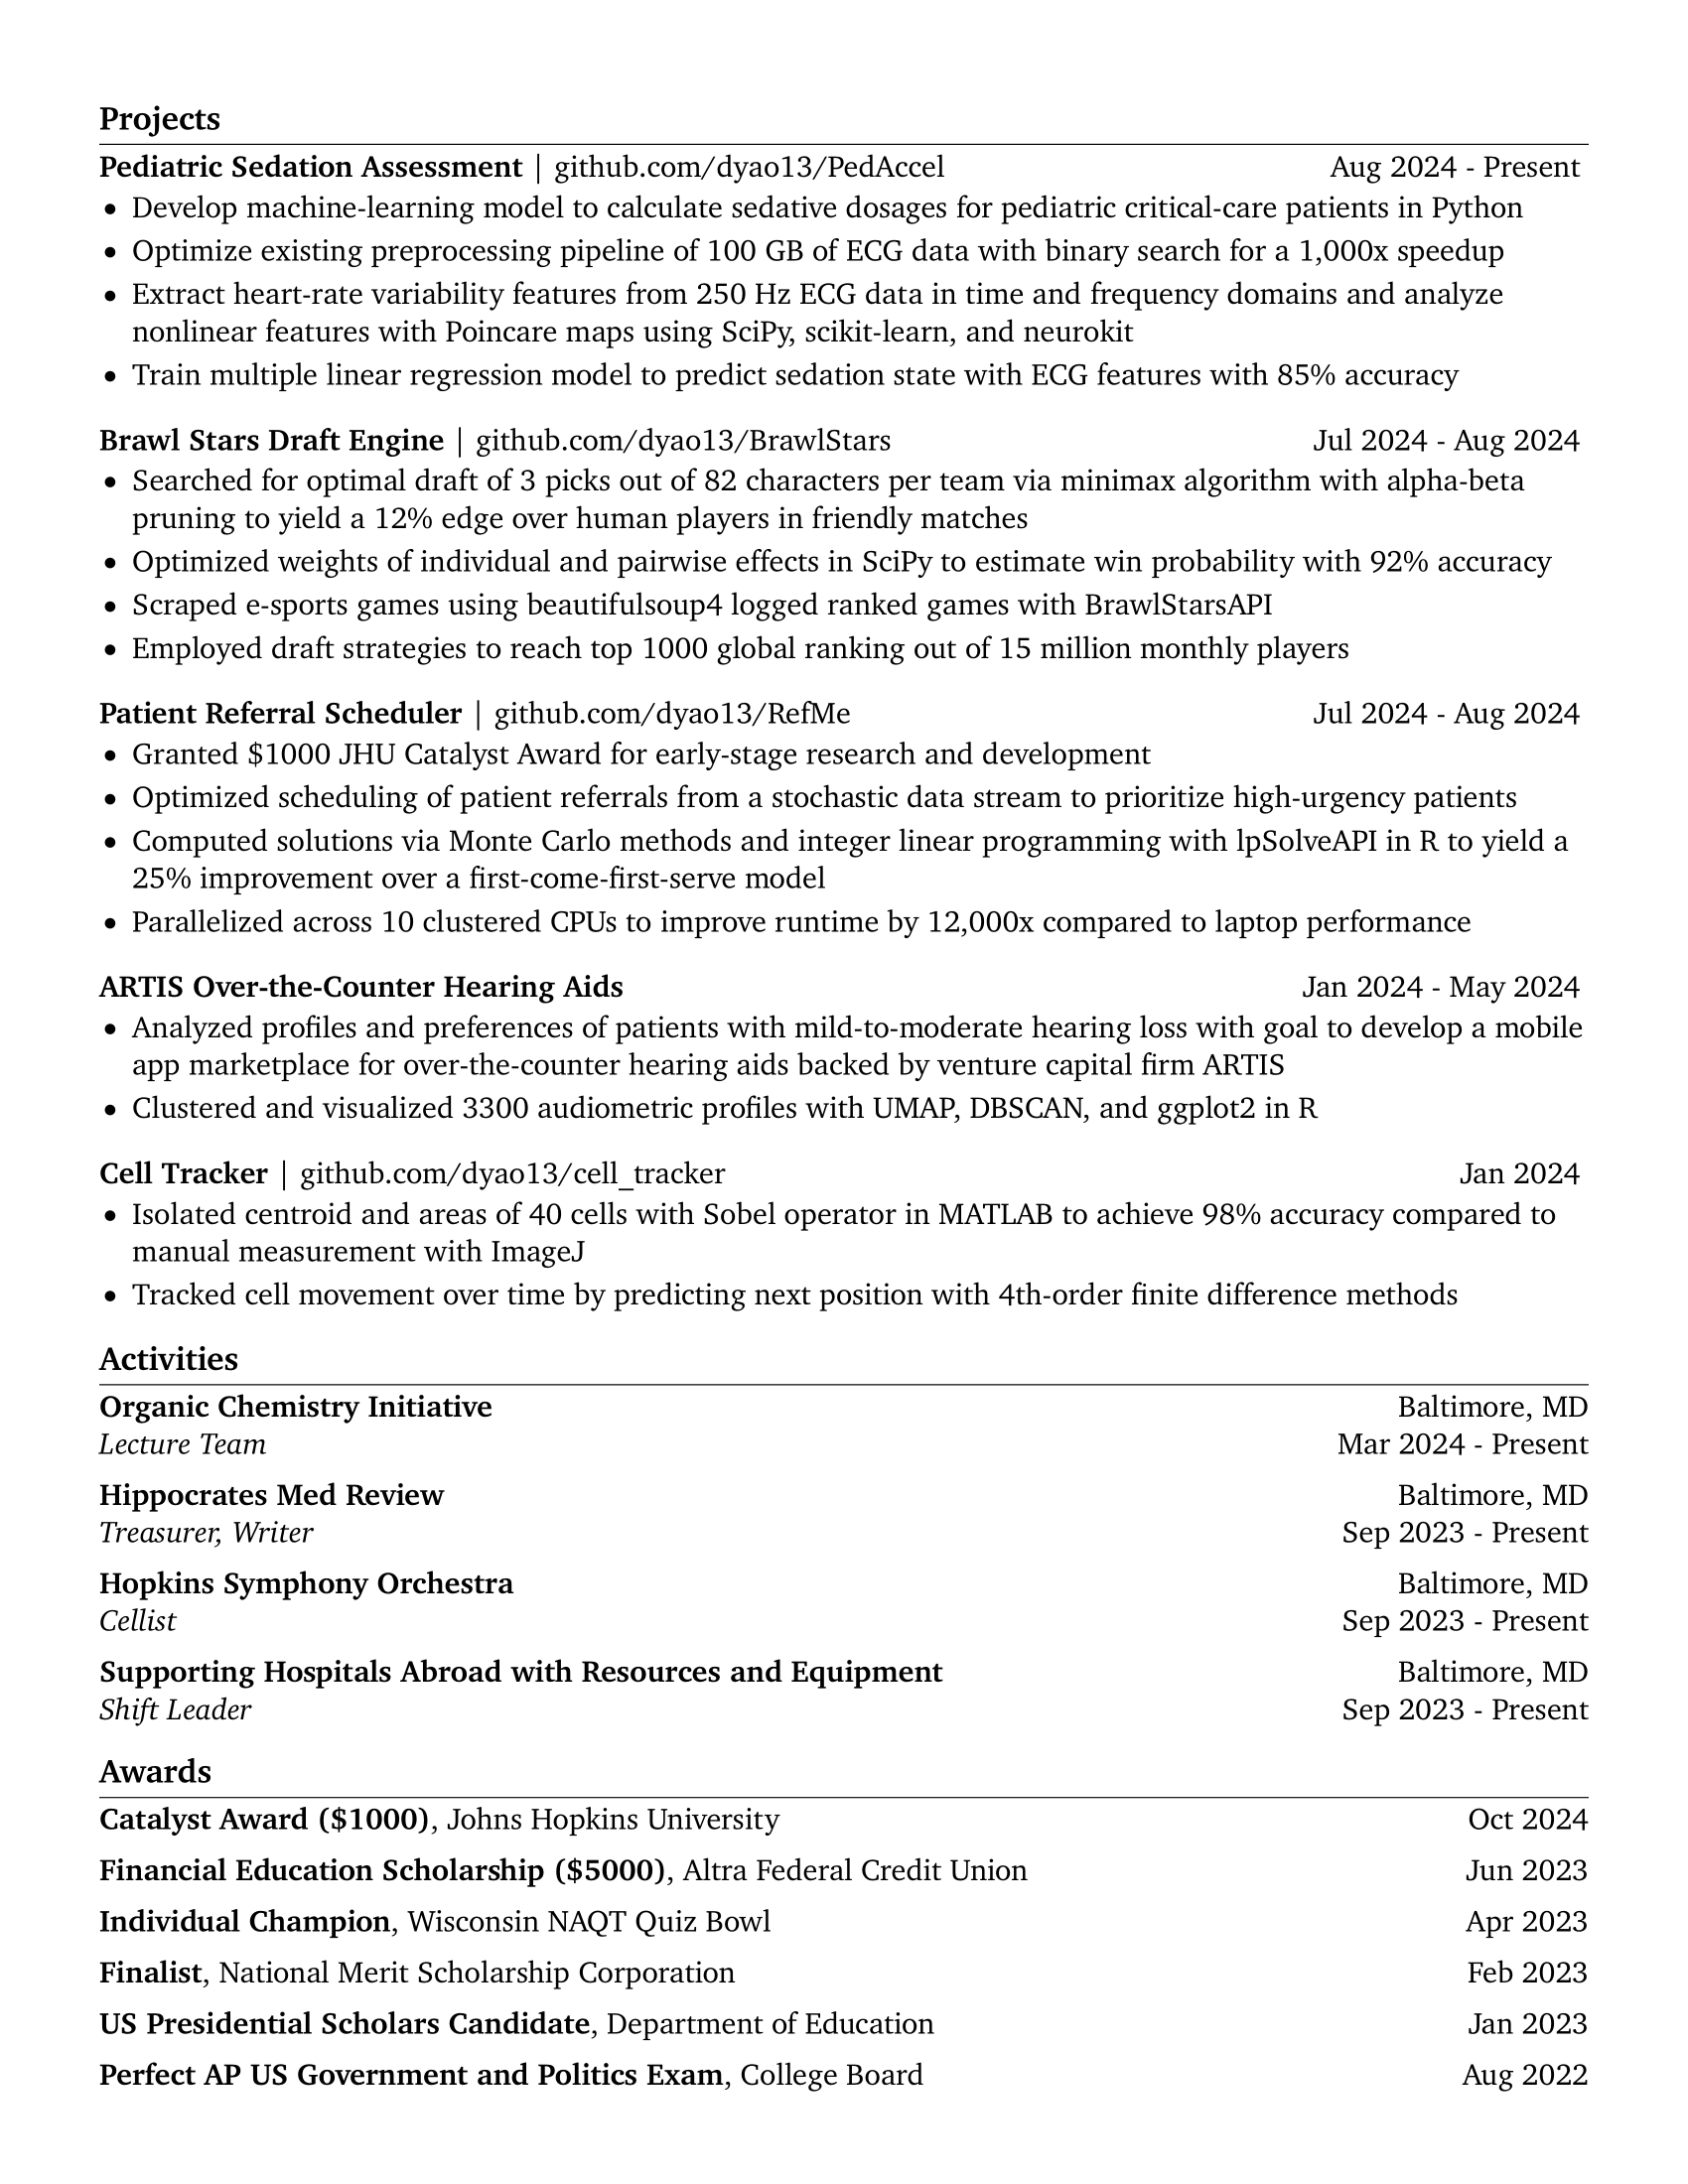 Projects
Pediatric Sedation Assessment | github.com/dyao13/PedAccel Aug 2024 - Present
• Develop machine-learning model to calculate sedative dosages for pediatric critical-care patients in Python
• Optimize existing preprocessing pipeline of 100 GB of ECG data with binary search for a 1,000x speedup
• Extract heart-rate variability features from 250 Hz ECG data in time and frequency domains and analyze
nonlinear features with Poincare maps using SciPy, scikit-learn, and neurokit
• Train multiple linear regression model to predict sedation state with ECG features with 85% accuracy
Brawl Stars Draft Engine | github.com/dyao13/BrawlStars Jul 2024 - Aug 2024
• Searched for optimal draft of 3 picks out of 82 characters per team via minimax algorithm with alpha-beta
pruning to yield a 12% edge over human players in friendly matches
• Optimized weights of individual and pairwise effects in SciPy to estimate win probability with 92% accuracy
• Scraped e-sports games using beautifulsoup4 logged ranked games with BrawlStarsAPI
• Employed draft strategies to reach top 1000 global ranking out of 15 million monthly players
Patient Referral Scheduler | github.com/dyao13/RefMe Jul 2024 - Aug 2024
• Granted $1000 JHU Catalyst Award for early-stage research and development
• Optimized scheduling of patient referrals from a stochastic data stream to prioritize high-urgency patients
• Computed solutions via Monte Carlo methods and integer linear programming with lpSolveAPI in R to yield a
25% improvement over a first-come-first-serve model
• Parallelized across 10 clustered CPUs to improve runtime by 12,000x compared to laptop performance
ARTIS Over-the-Counter Hearing Aids Jan 2024 - May 2024
• Analyzed profiles and preferences of patients with mild-to-moderate hearing loss with goal to develop a mobile
app marketplace for over-the-counter hearing aids backed by venture capital firm ARTIS
• Clustered and visualized 3300 audiometric profiles with UMAP, DBSCAN, and ggplot2 in R
Cell Tracker | github.com/dyao13/cell_tracker Jan 2024
• Isolated centroid and areas of 40 cells with Sobel operator in MATLAB to achieve 98% accuracy compared to
manual measurement with ImageJ
• Tracked cell movement over time by predicting next position with 4th-order finite difference methods
Activities
Organic Chemistry Initiative Baltimore, MD
Lecture Team Mar 2024 - Present
Hippocrates Med Review Baltimore, MD
Treasurer, Writer Sep 2023 - Present
Hopkins Symphony Orchestra Baltimore, MD
Cellist Sep 2023 - Present
Supporting Hospitals Abroad with Resources and Equipment Baltimore, MD
Shift Leader Sep 2023 - Present
Awards
Catalyst Award ($1000), Johns Hopkins University Oct 2024
Financial Education Scholarship ($5000), Altra Federal Credit Union Jun 2023
Individual Champion, Wisconsin NAQT Quiz Bowl Apr 2023
Finalist, National Merit Scholarship Corporation Feb 2023
US Presidential Scholars Candidate, Department of Education Jan 2023
Perfect AP US Government and Politics Exam, College Board Aug 2022